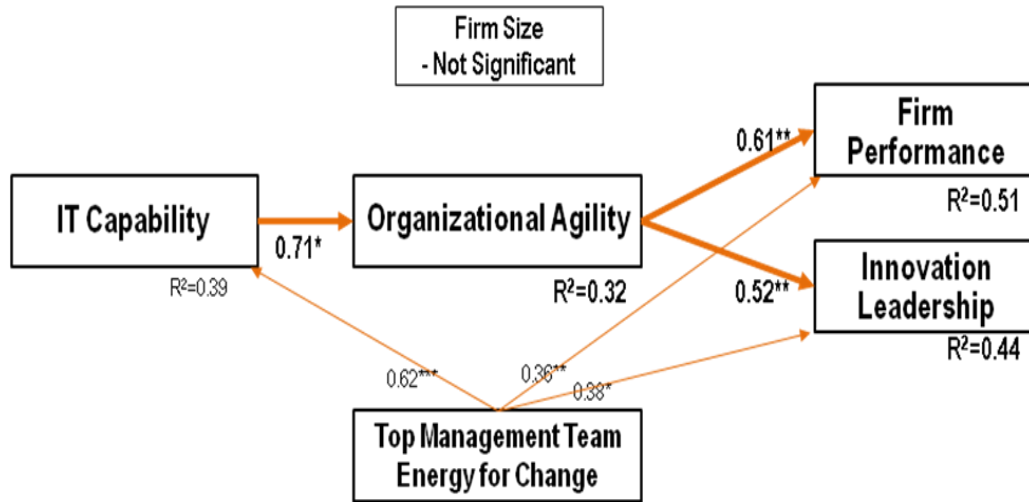 Firm Size
- Not Significant
Firm
Performance
0.61**
R²=0.51
IT Capability
0.71*
R²=0.39
Organizational Agility
R²=0.32
0.52**
Innovation
Leadership
R²=0.44
0.62***
0.36**
0.38*
Top Management Team
Energy for Change